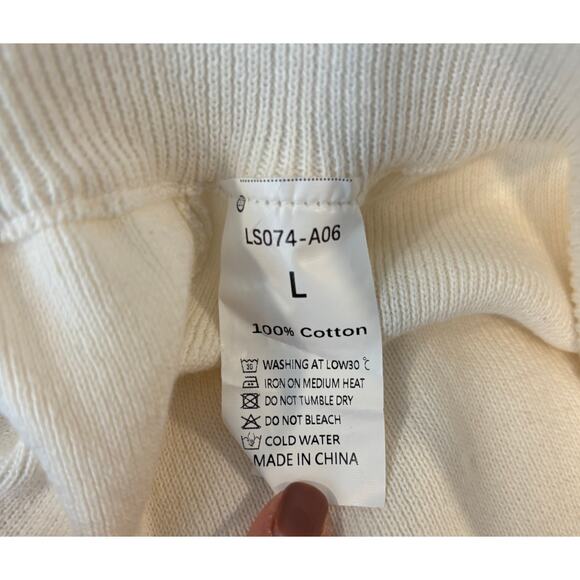 LS074-A06
L
100% Cotton
30 WASHING AT LOW30 ℃
IRON ON MEDIUM HEAT
DO NOT TUMBLE DRY
DO NOT BLEACH
COLD WATER
MADE IN CHINA